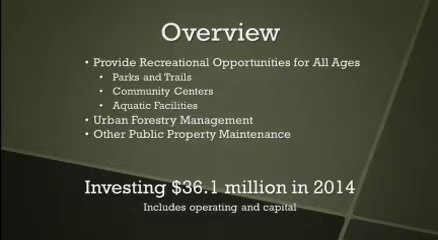 Overview
• Provide Recreational Opportunities for All Ages
• Parks and Trails
• Community Centers
• Aquatic Facilities
• Urban Forestry Management
• Other Public Property Maintenance
Investing $36.1 million in 2014
Includes operating and capital